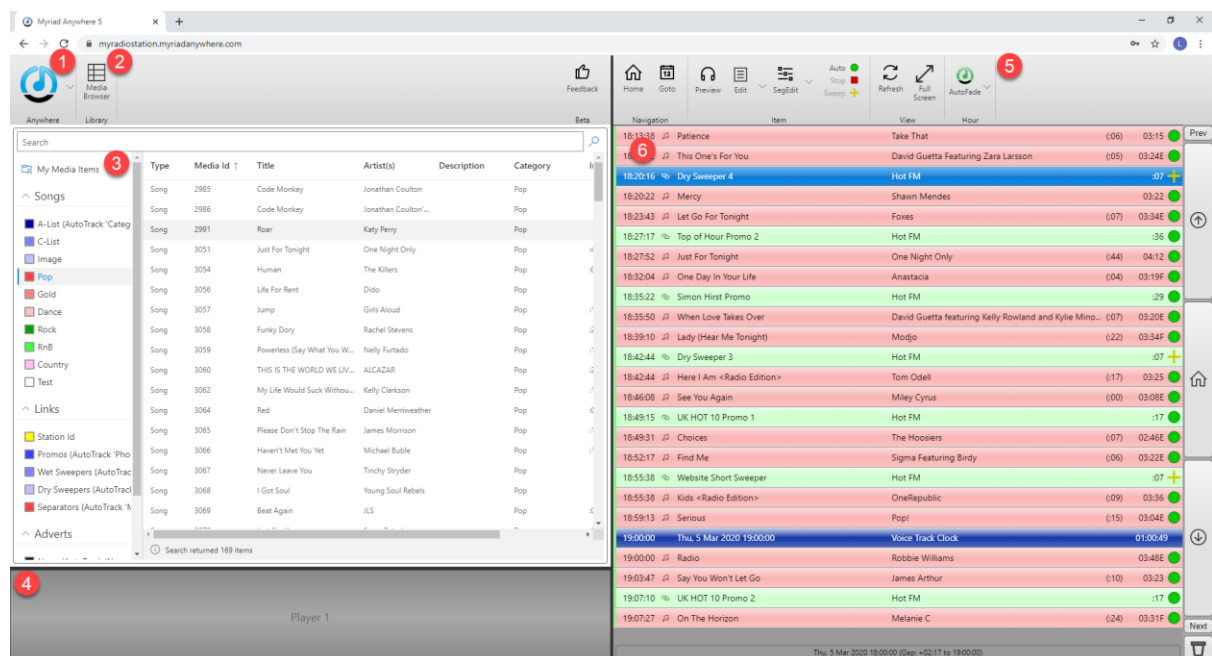 Myriad Anywhere 5
myradiostation.myriadanywhere.com
L
1
2
5
Media Browser
Feedback
Anywhere
Library
Beta
Home
Goto
12
Preview
Edit
SegEdit
Auto
Stop
Sweep
Refresh
Full Screen
AutoFade
Navigation
Item
View
Hour
Search
3
My Media Items
Songs
A-List (AutoTrack 'Categ
C-List
Image
Pop
Gold
Dance
Rock
RnB
Country
Test
Links
Station Id
Promos (AutoTrack 'Pho
Wet Sweepers (AutoTrac
Dry Sweepers (AutoTrack
Separators (AutoTrack
Adverts
Type Media Id ↑ Title Artist(s) Description Category
Song 2985 Code Monkey Jonathan Coulton Pop
Song 2986 Code Monkey Jonathan Coulton'... Pop
Song 2991 Roar Katy Perry Pop
Song 3051 Just For Tonight One Night Only Pop
Song 3054 Human The Killers Pop
Song 3056 Life For Rent Dido Pop
Song 3057 Jump Girls Aloud Pop
Song 3058 Funky Dory Rachel Stevens Pop
Song 3059 Powerless (Say What You W... Nelly Furtado Pop
Song 3060 THIS IS THE WORLD WE LIV... ALCAZAR Pop
Song 3062 My Life Would Suck Withou... Kelly Clarkson Pop
Song 3064 Red Daniel Merriweather Pop
Song 3065 Please Don't Stop The Rain James Morrison Pop
Song 3066 Haven't Met You Yet Michael Buble Pop
Song 3067 Never Leave You Tinchy Stryder Pop
Song 3068 I Got Soul Young Soul Rebels Pop
Song 3069 Beat Again JLS Pop
Search returned 169 items
4
Player 1
6
18:13:38 Patience Take That (:06) 03:15
This One's For You David Guetta Featuring Zara Larsson (:05) 03:24E
18:20:16 Dry Sweeper 4 Hot FM :07
18:20:22 Mercy Shawn Mendes 03:22
18:23:43 Let Go For Tonight Foxes (:07) 03:34E
18:27:17 Top of Hour Promo 2 Hot FM :36
18:27:52 Just For Tonight One Night Only (:44) 04:12
18:32:04 One Day In Your Life Anastacia (:04) 03:19F
18:35:22 Simon Hirst Promo Hot FM :29
18:35:50 When Love Takes Over David Guetta featuring Kelly Rowland and Kylie Mino... (:07) 03:20E
18:39:10 Lady (Hear Me Tonight) Modjo (:22) 03:34F
18:42:44 Dry Sweeper 3 Hot FM :07
18:42:44 Here I Am <Radio Edition> Tom Odell (:17) 03:25
18:46:08 See You Again Miley Cyrus (:00) 03:08E
18:49:15 UK HOT 10 Promo 1 Hot FM :17
18:49:31 Choices The Hoosiers (:07) 02:46E
18:52:17 Find Me Sigma Featuring Birdy (:06) 03:22E
18:55:38 Website Short Sweeper Hot FM :07
18:55:38 Kids <Radio Edition> OneRepublic (:09) 03:36
18:59:13 Serious Pop! (:15) 03:04E
19:00:00 Thu, 5 Mar 2020 19:00:00 Voice Track Clock 01:00:49
19:00:00 Radio Robbie Williams 03:48E
19:03:47 Say You Won't Let Go James Arthur (:10) 03:23
19:07:10 UK HOT 10 Promo 2 Hot FM :17
19:07:27 On The Horizon Melanie C (:24) 03:31F
Thu, 5 Mar 2020 18:00:00 (Gap: +02:17 to 19:00:00)
Prev
Next